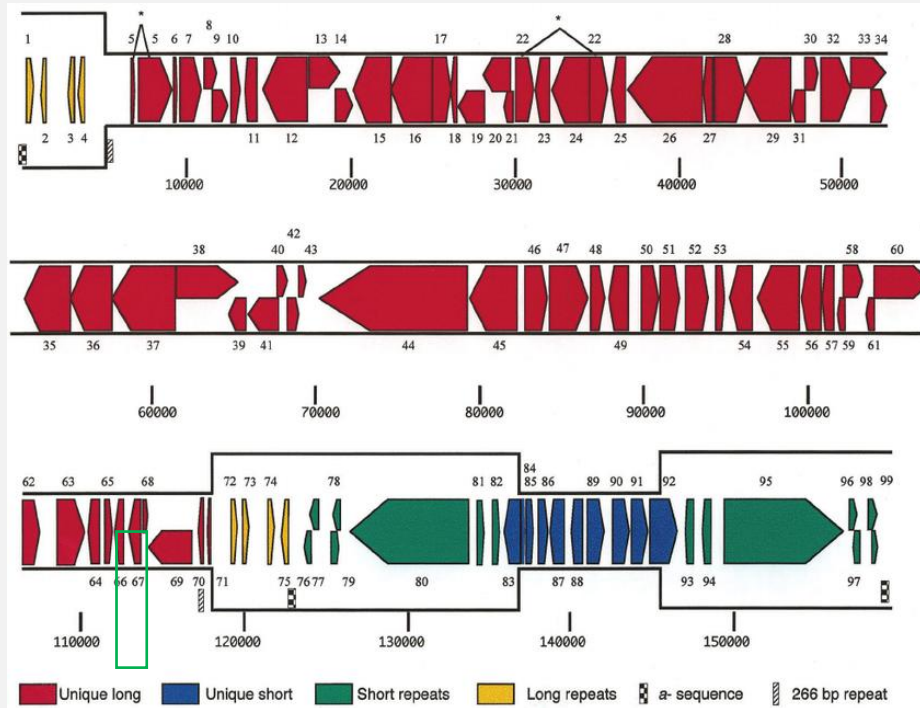 8
1 5 * 5 6 7 9 10 13 14 17 22 * 22 28 30 32 33 34
2 3 4 11 12 15 16 18 19 20 21 23 24 25 26 27 29 31
10000 20000 30000 40000 50000
42
38 40 43 46 47 48 50 51 52 53 58 60
35 36 37 39 41 44 45 49 54 55 56 57 59 61
60000 70000 80000 90000 100000
84
62 63 65 68 72 73 74 78 81 82 85 86 89 90 91 92 95 96 98 99
64 66 67 69 70 71 75 76 77 79 80 83 87 88 93 94 97
110000 120000 130000 140000 150000
Unique long Unique short Short repeats Long repeats a- sequence 266 bp repeat